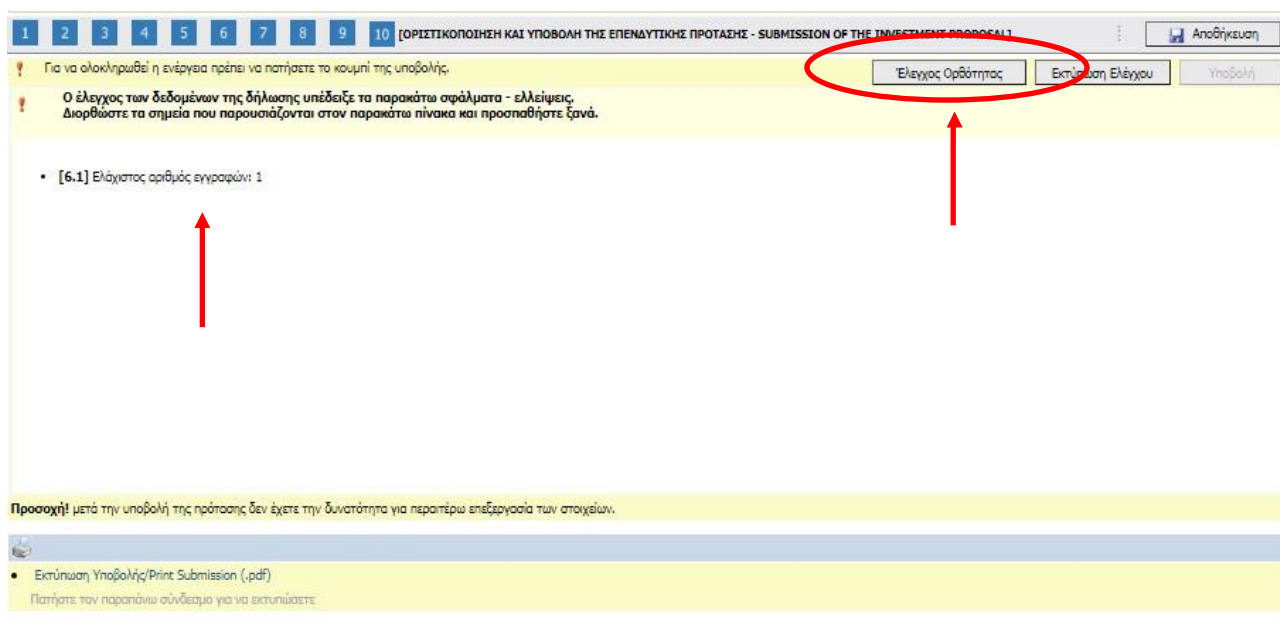 1 2 3 4 5 6 7 8 9 10 [ΟΡΙΣΤΙΚΟΠΟΙΗΣΗ ΚΑΙ ΥΠΟΒΟΛΗ ΤΗΣ ΕΠΕΝΔΥΤΙΚΗΣ ΠΡΟΤΑΣΗΣ - SUBMISSION OF THE INVESTMENT PROPOSAL] Αποθήκευση
Για να ολοκληρωθεί η ενέργεια πρέπει να πατήσετε το κουμπί της υποβολής. Έλεγχος Ορθότητας Εκτύπωση Ελέγχου Υποβολή
Ο έλεγχος των δεδομένων της δήλωσης υπέδειξε τα παρακάτω σφάλματα - ελλείψεις.
Διορθώστε τα σημεία που παρουσιάζονται στον παρακάτω πίνακα και προσπαθήστε ξανά.
• [6.1] Ελάχιστος αριθμός εγγραφών: 1
Προσοχή! μετά την υποβολή της πρότασης δεν έχετε την δυνατότητα για περαιτέρω επεξεργασία των στοιχείων.
• Εκτύπωση Υποβολής/Print Submission (.pdf)
Πατήστε τον παραπάνω σύνδεσμο για να εκτυπώσετε